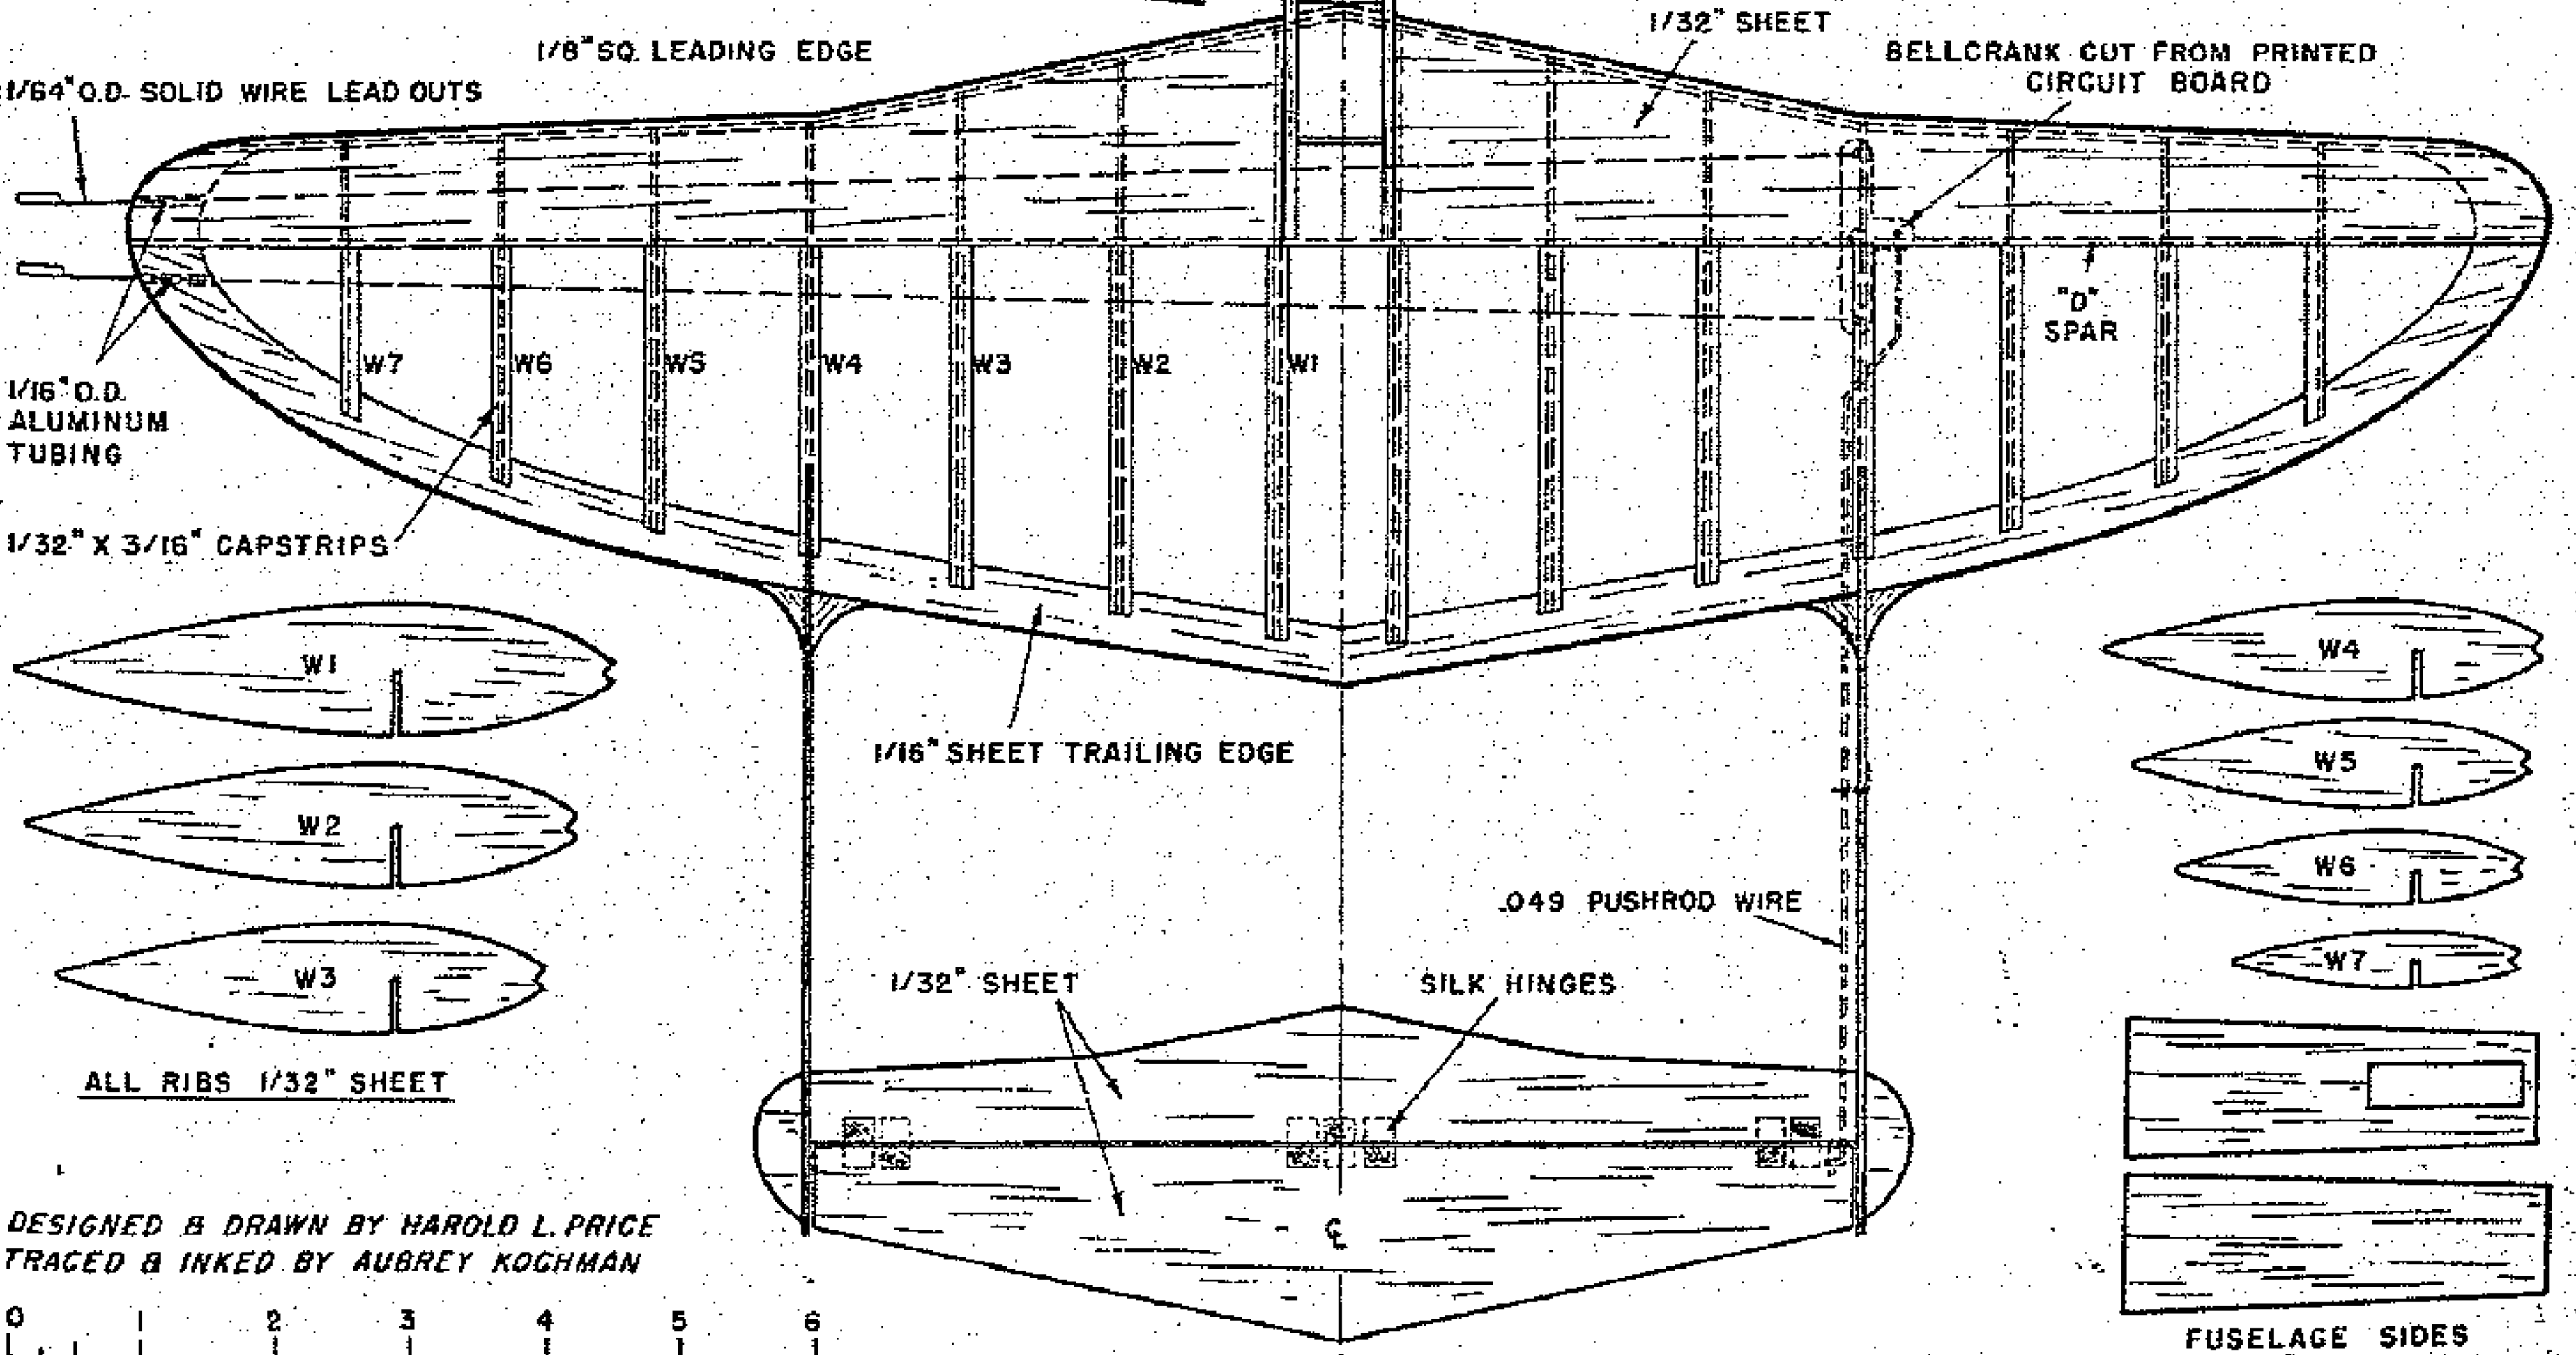 1/32" SHEET
1/8" SQ. LEADING EDGE
BELLCRANK CUT FROM PRINTED
CIRCUIT BOARD
1/64" O.D. SOLID WIRE LEAD OUTS
"D"
SPAR
W7
W6
W5
W4
W3
W2
W1
1/16" O.D.
ALUMINUM
TUBING
1/32" X 3/16" CAPSTRIPS
W1
W4
1/16" SHEET TRAILING EDGE
W5
W2
W6
.049 PUSHROD WIRE
W7
W3
1/32" SHEET
SILK HINGES
ALL RIBS 1/32" SHEET
DESIGNED & DRAWN BY HAROLD L. PRICE
TRACED & INKED BY AUBREY KOCHMAN
℄
0 1 2 3 4 5 6
FUSELAGE SIDES